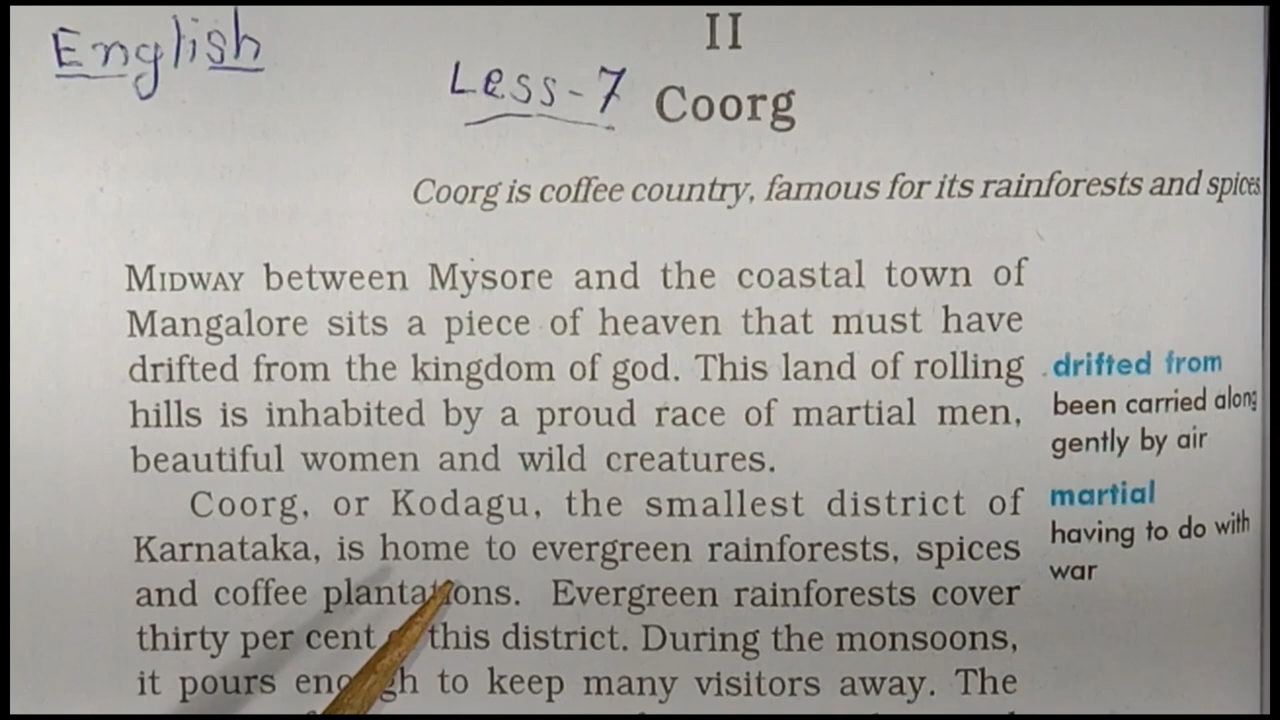 English
II
Less-7 Coorg
Coorg is coffee country, famous for its rainforests and spices
MIDWAY between Mysore and the coastal town of
Mangalore sits a piece of heaven that must have
drifted from the kingdom of god. This land of rolling
hills is inhabited by a proud race of martial men,
beautiful women and wild creatures.
Coorg, or Kodagu, the smallest district of
Karnataka, is home to evergreen rainforests, spices
and coffee plantations. Evergreen rainforests cover
thirty per cent this district. During the monsoons,
it pours enough to keep many visitors away. The
drifted from
been carried along
gently by air
martial
having to do with
war